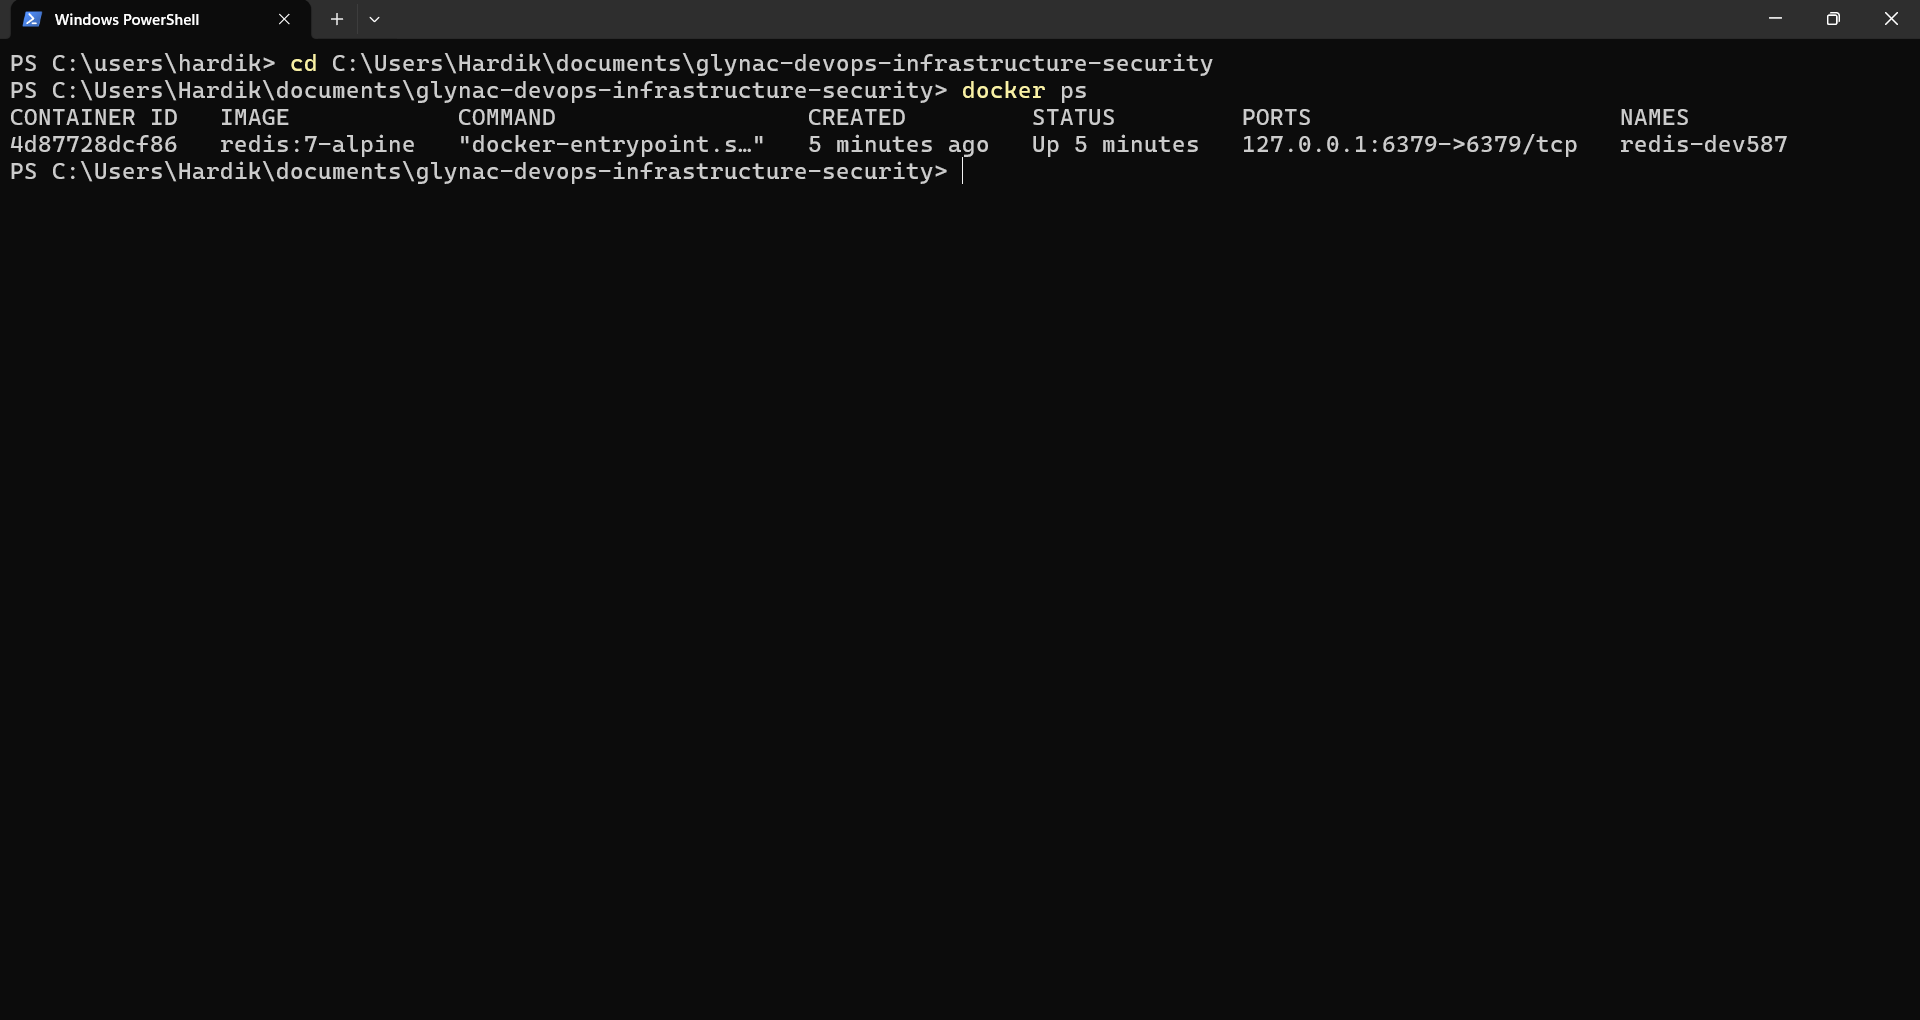 Windows PowerShell
PS C:\users\hardik> cd C:\Users\Hardik\documents\glynac-devops-infrastructure-security
PS C:\Users\Hardik\documents\glynac-devops-infrastructure-security> docker ps
CONTAINER ID   IMAGE            COMMAND                  CREATED         STATUS         PORTS                      NAMES
4d87728dcf86   redis:7-alpine   "docker-entrypoint.s…"   5 minutes ago   Up 5 minutes   127.0.0.1:6379->6379/tcp   redis-dev587
PS C:\Users\Hardik\documents\glynac-devops-infrastructure-security>